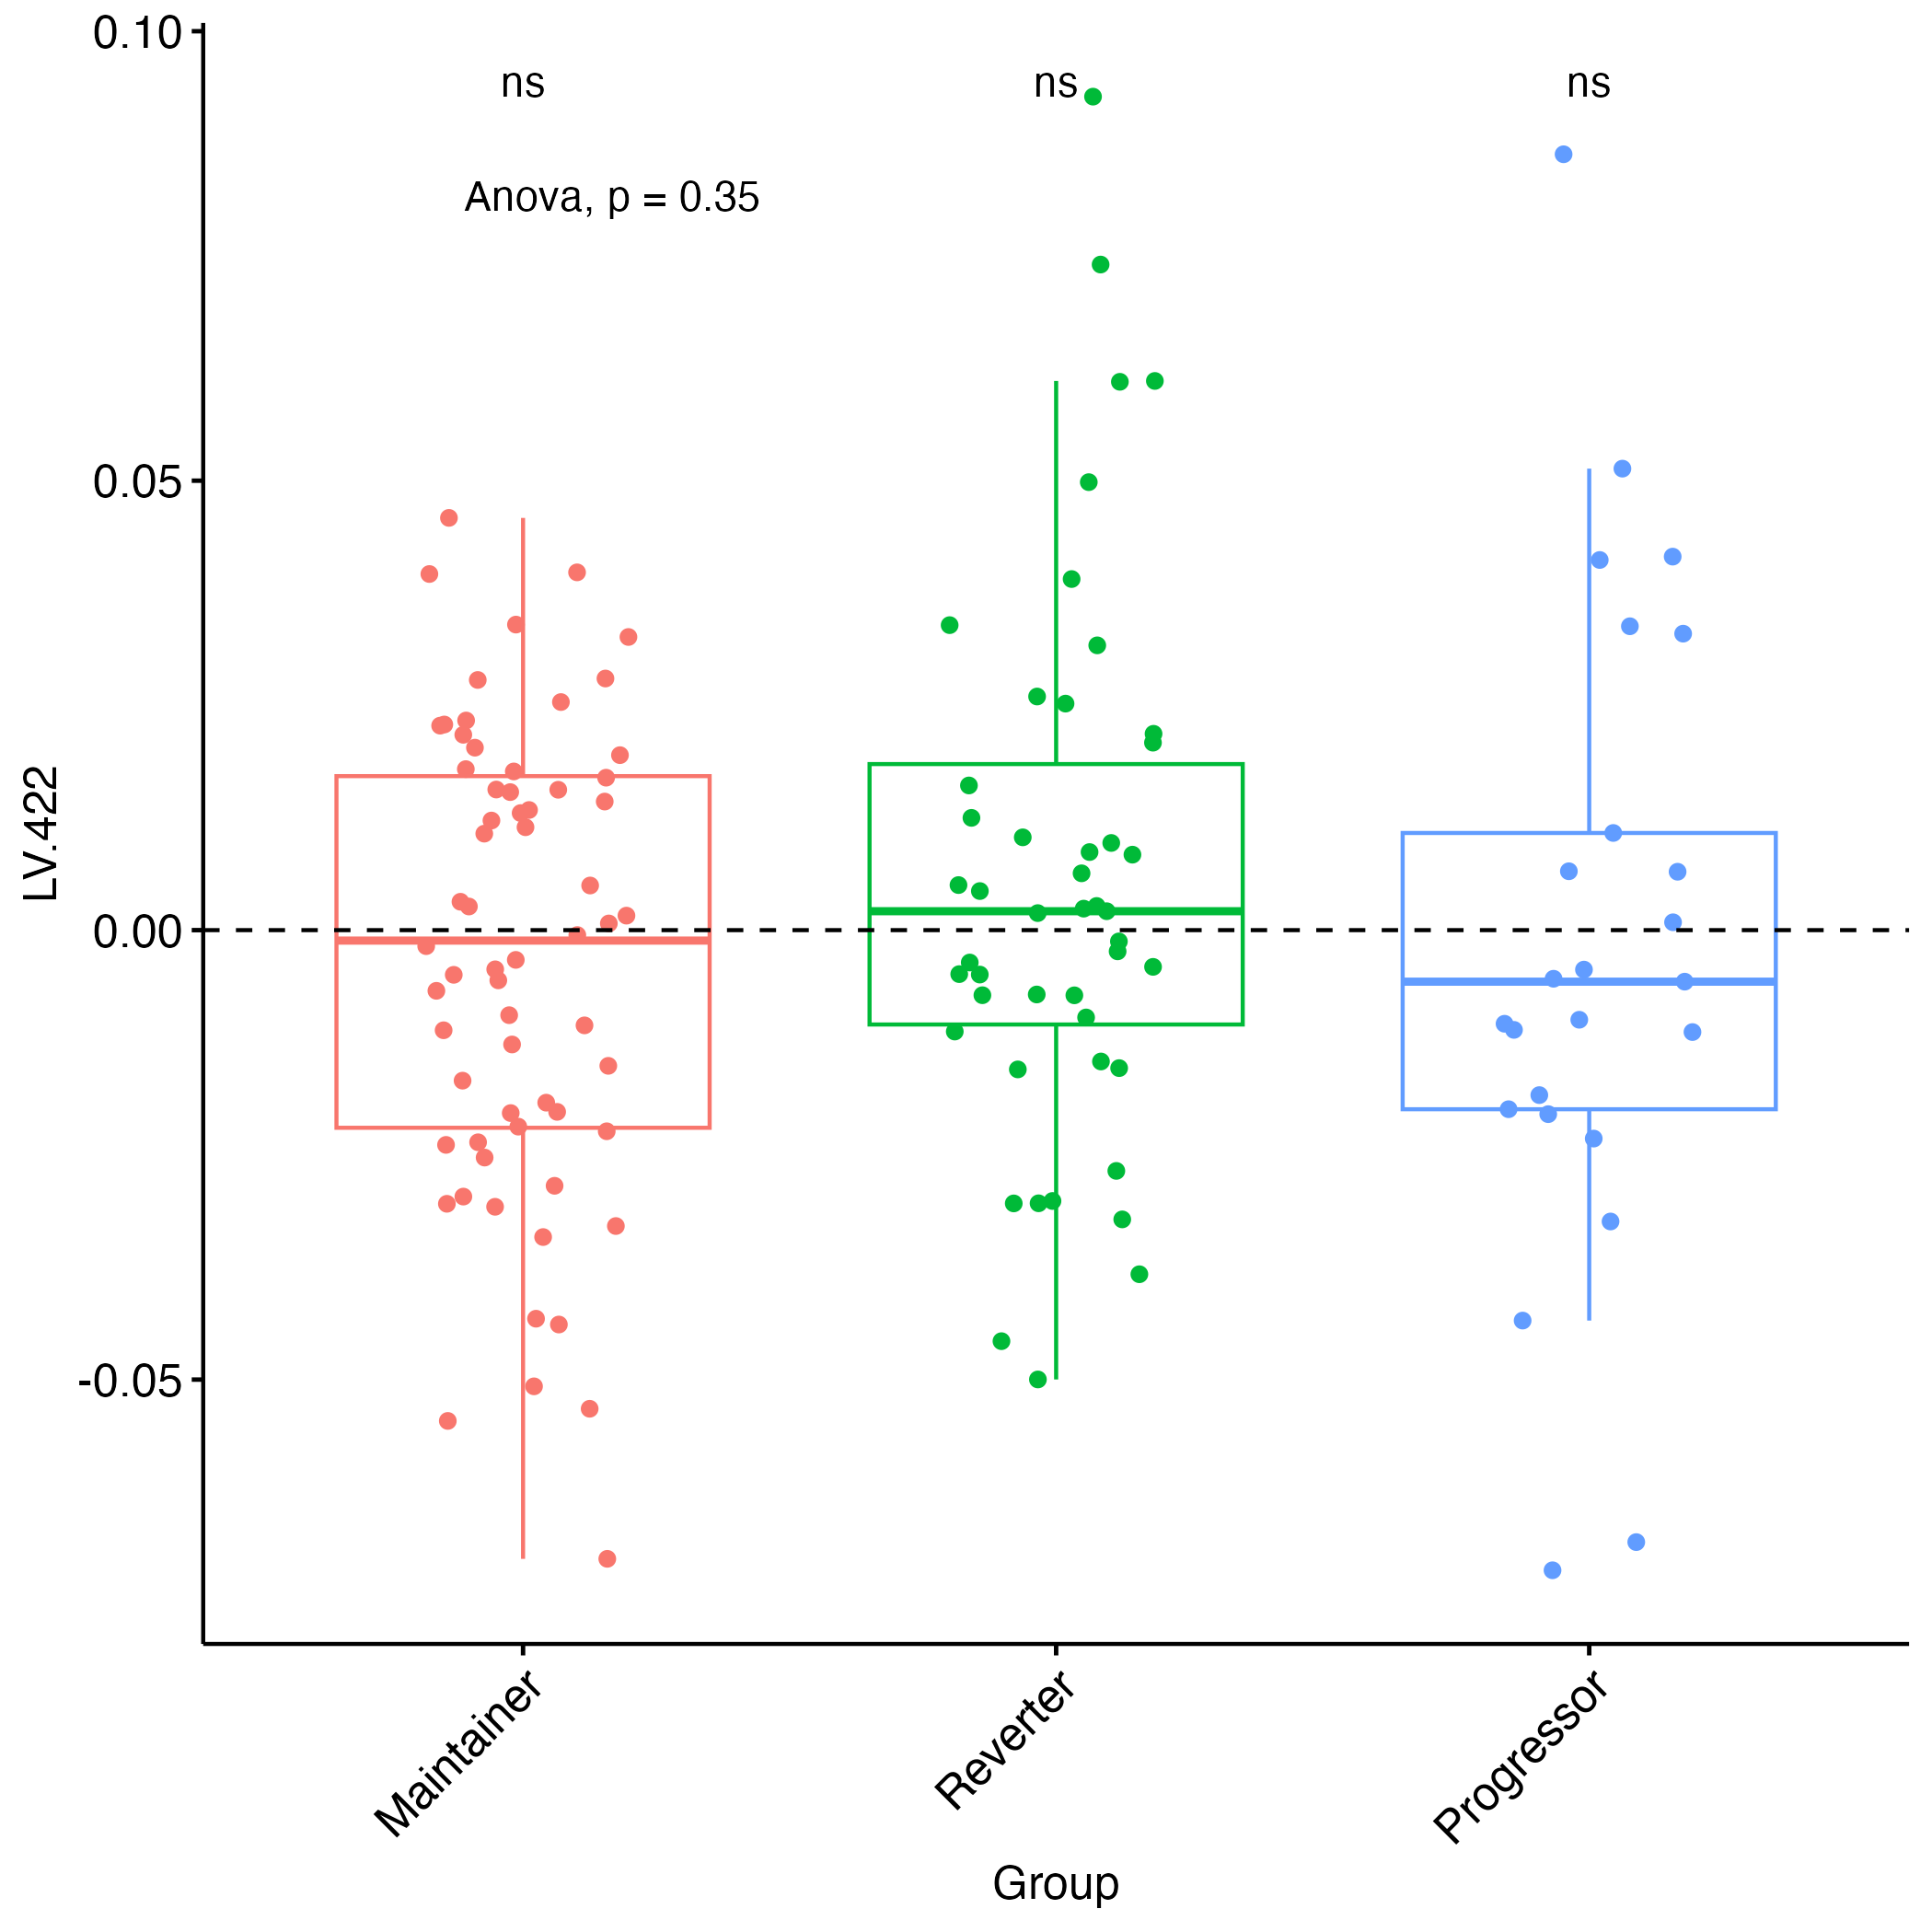 0.10
ns
ns
ns
Anova, p = 0.35
0.05
LV.422
0.00
-0.05
Maintainer
Reverter
Progressor
Group